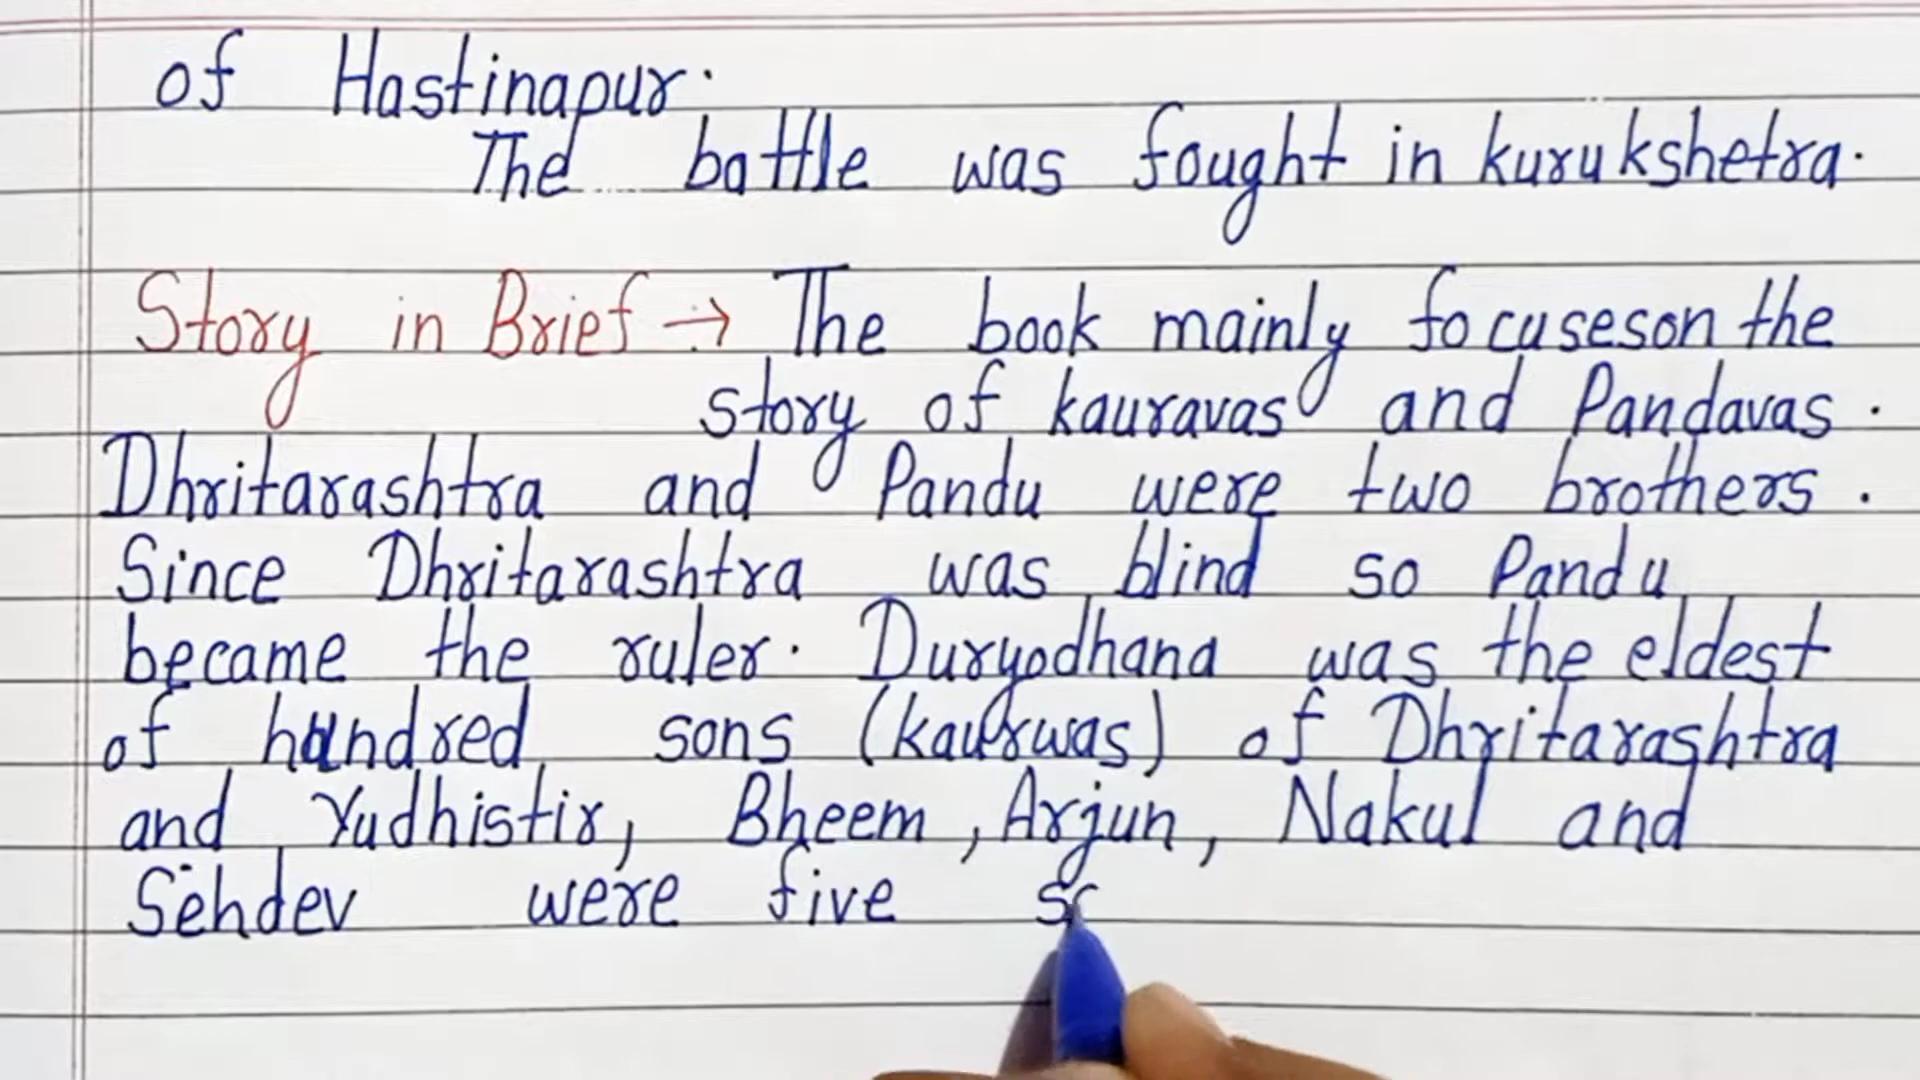 of Hastinapur.
The battle was fought in kurukshetra.
Story in Brief → The book mainly focuseson the
story of kauravas and Pandavas.
Dhritarashtra and Pandu were two brothers.
Since Dhritarashtra was blind so Pandu
became the ruler. Duryodhana was the eldest
of hundred sons (kaurwas) of Dhritarashtra
and Yudhistir, Bheem, Arjun, Nakul and
Sehdev were five